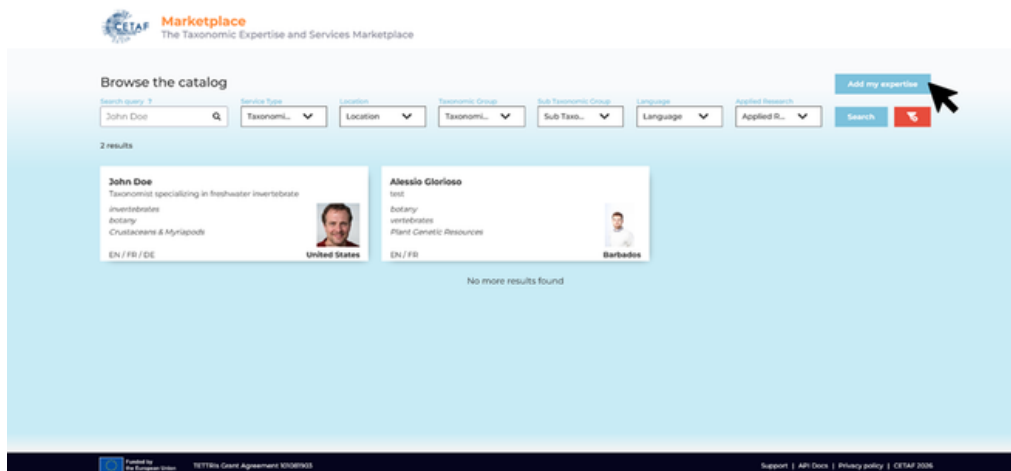 CETAF
Marketplace
The Taxonomic Expertise and Services Marketplace
Browse the catalog
Add my expertise
Search query ?
Service Type
Location
Taxonomic Group
Sub Taxonomic Group
Language
Applied Research
John Doe
Taxonomi...
Location
Taxonomi...
Sub Taxo...
Language
Applied R...
Search
2 results
John Doe
Taxonomist specializing in freshwater invertebrate
invertebrates
botany
Crustaceans & Myriapods
EN / FR / DE
United States
Alessio Glorioso
test
botany
vertebrates
Plant Genetic Resources
EN / FR
Barbados
No more results found
Funded by
the European Union
TETTRIs Grant Agreement 101081903
Support | API Docs | Privacy policy | CETAF 2026